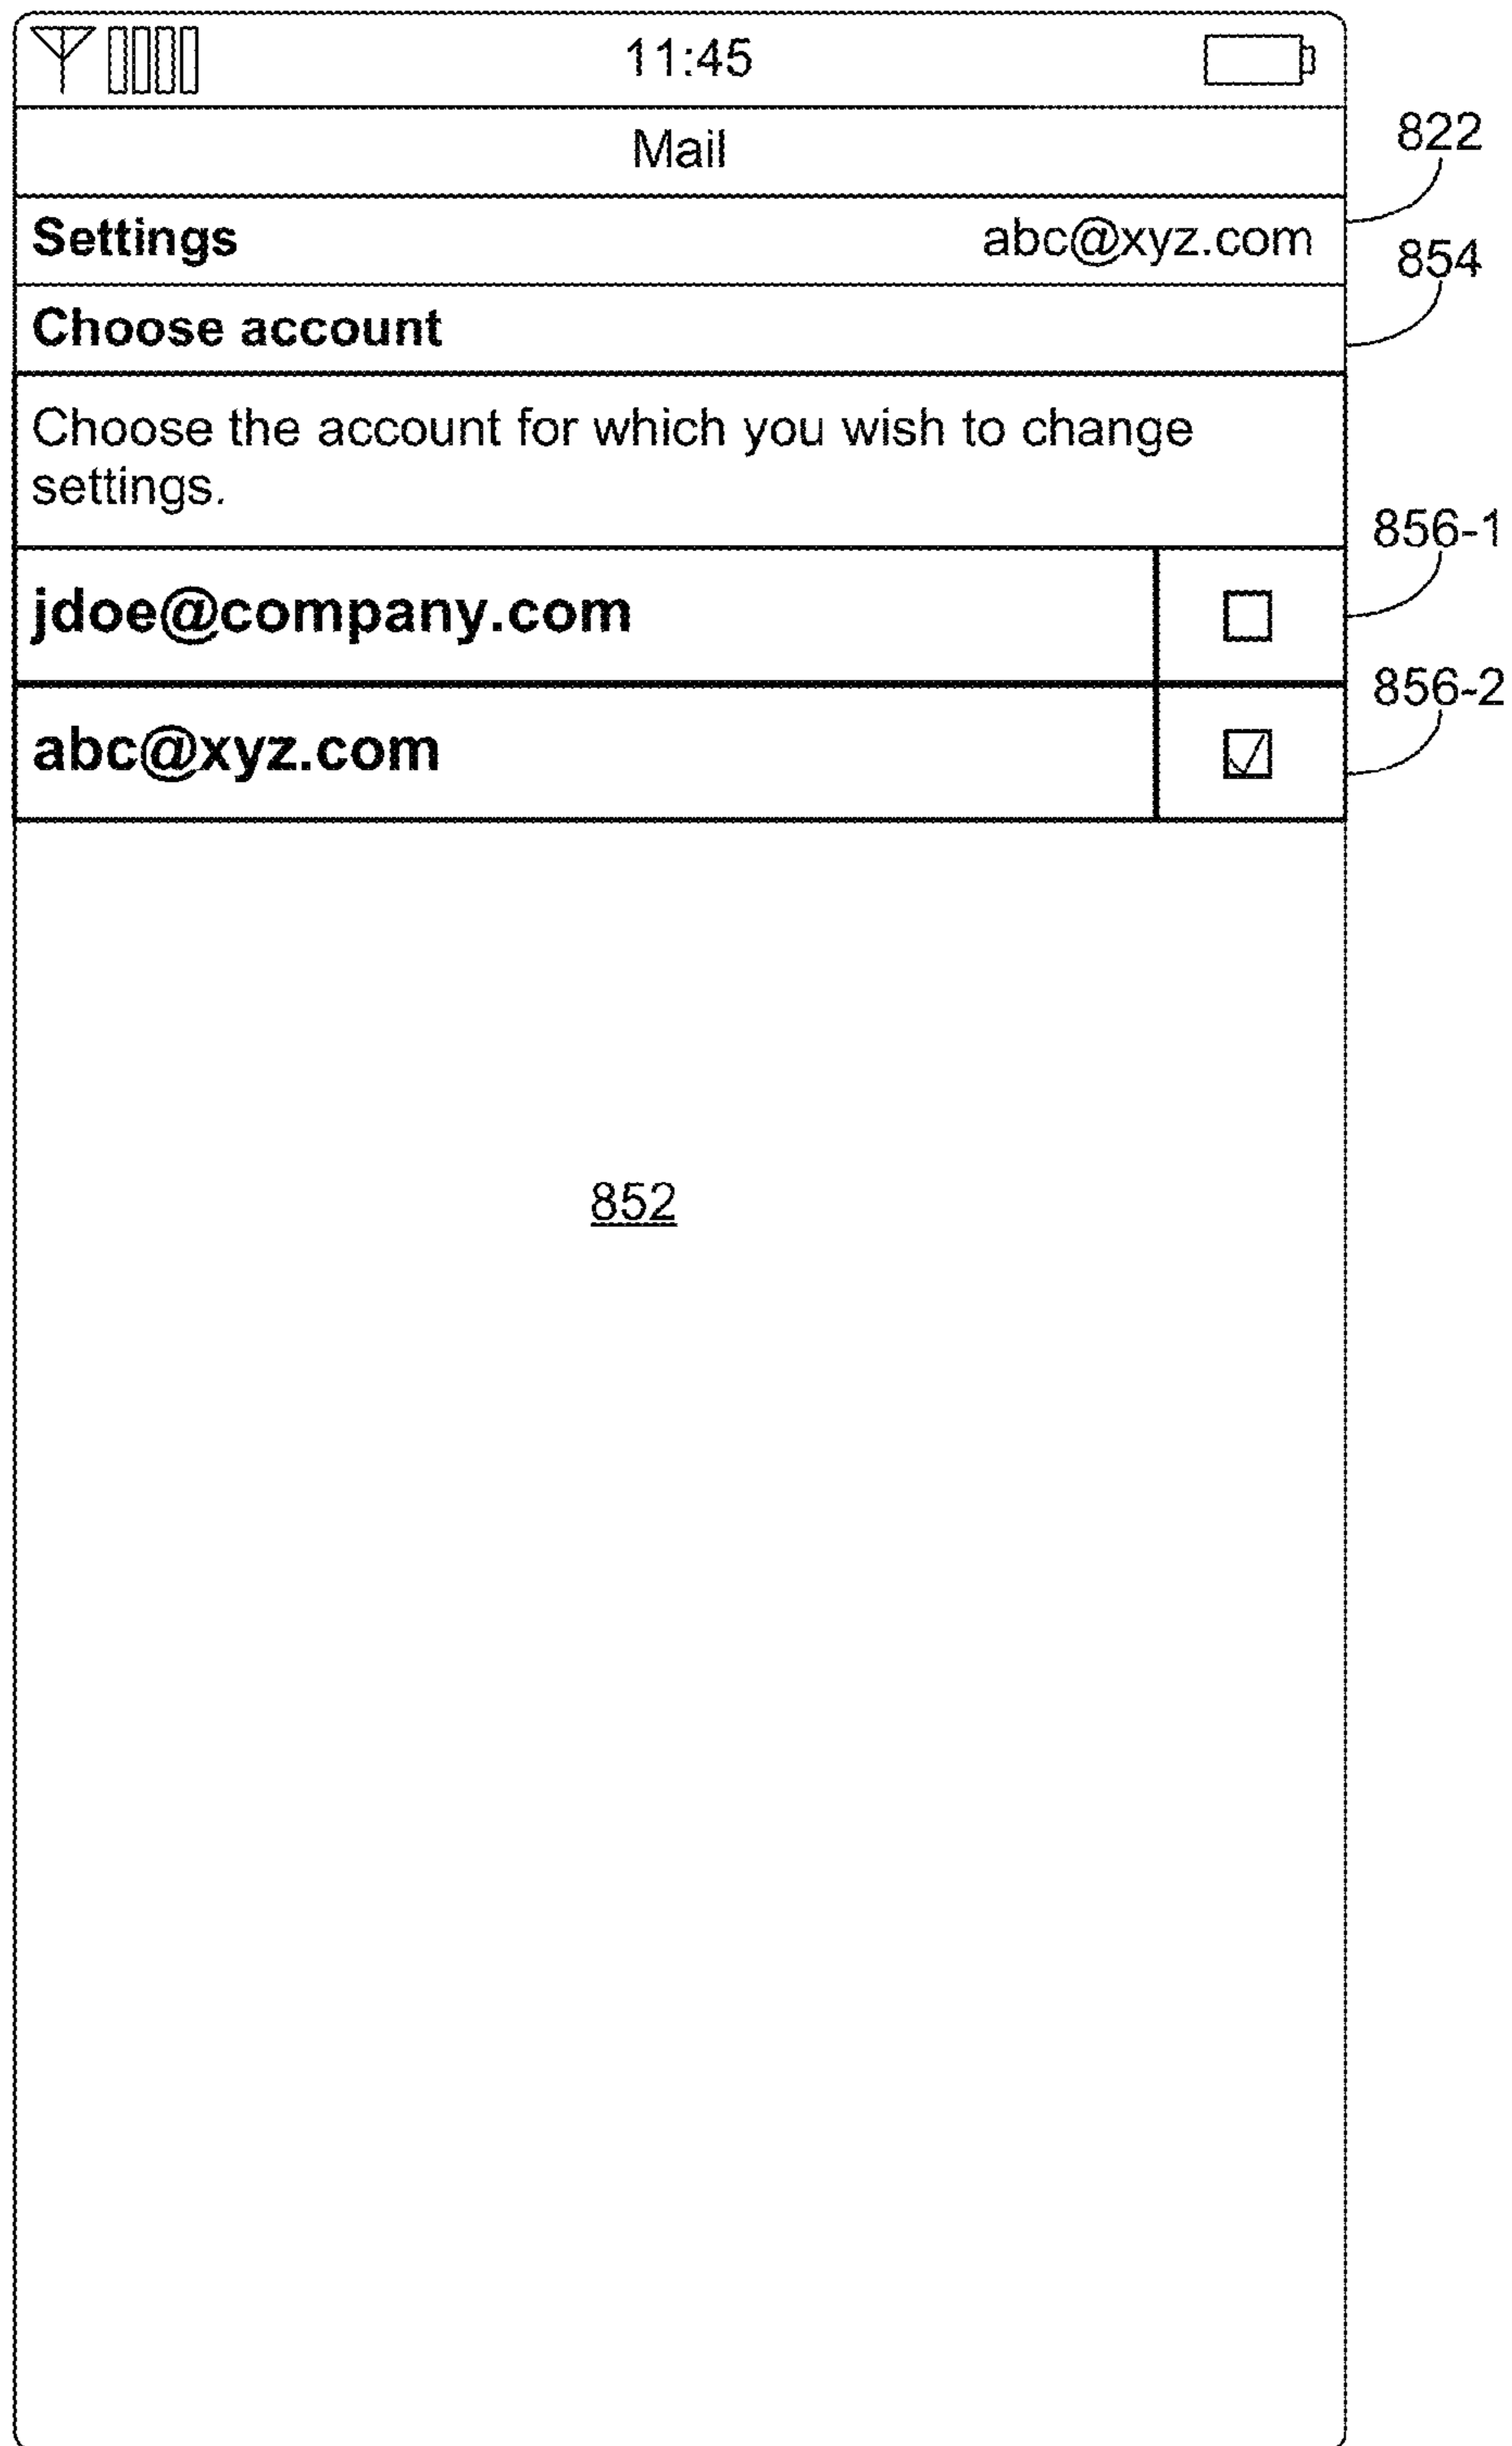 11:45
Mail
822
Settings abc@xyz.com
854
Choose account
Choose the account for which you wish to change
settings.
856-1
jdoe@company.com
856-2
abc@xyz.com
852